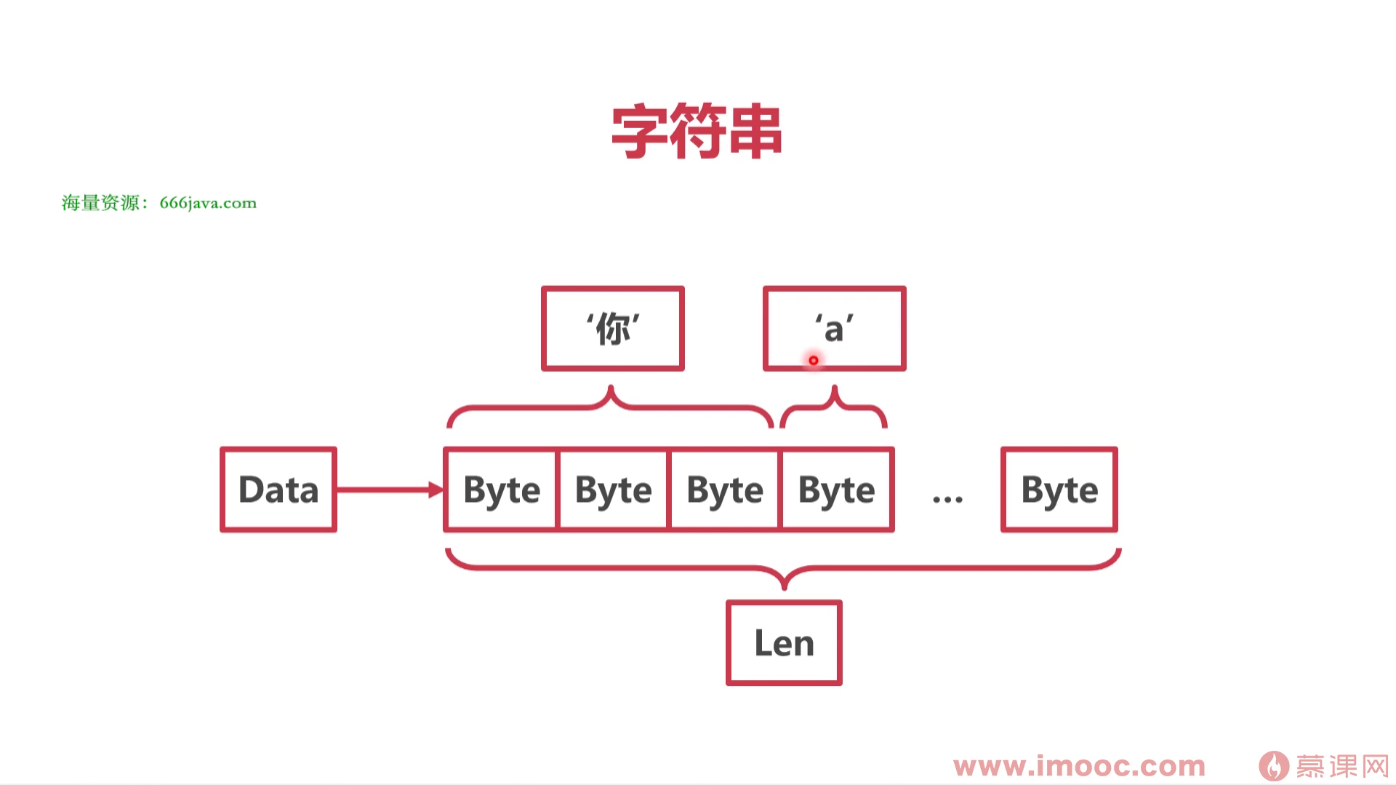 字符串
海量资源：666java.com
‘你’ ‘a’
Data Byte Byte Byte Byte ... Byte
Len
www.imooc.com 慕课网